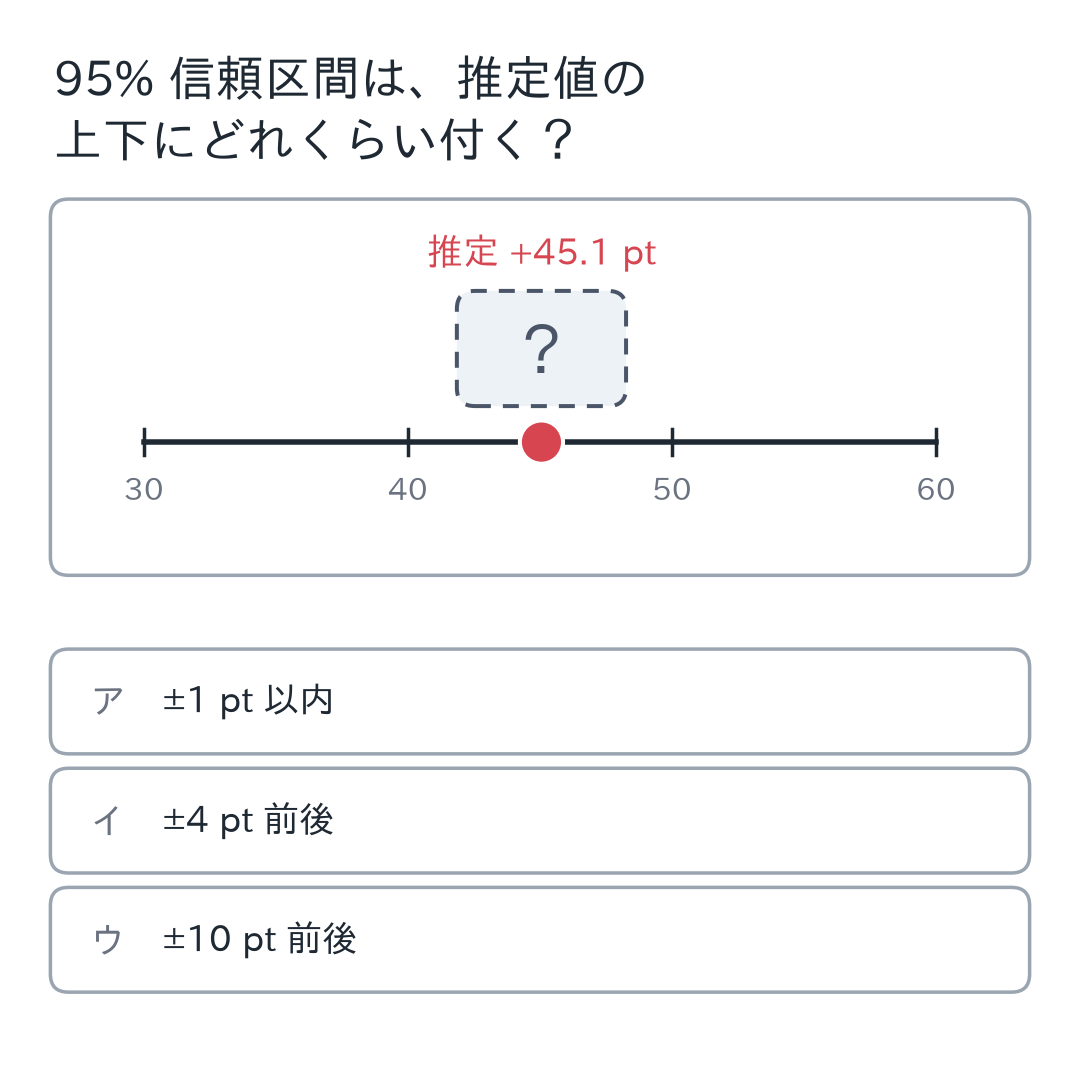 95% 信頼区間は、推定値の
上下にどれくらい付く？
推定 +45.1 pt
?
30 40 50 60
ア ±1 pt 以内
イ ±4 pt 前後
ウ ±10 pt 前後